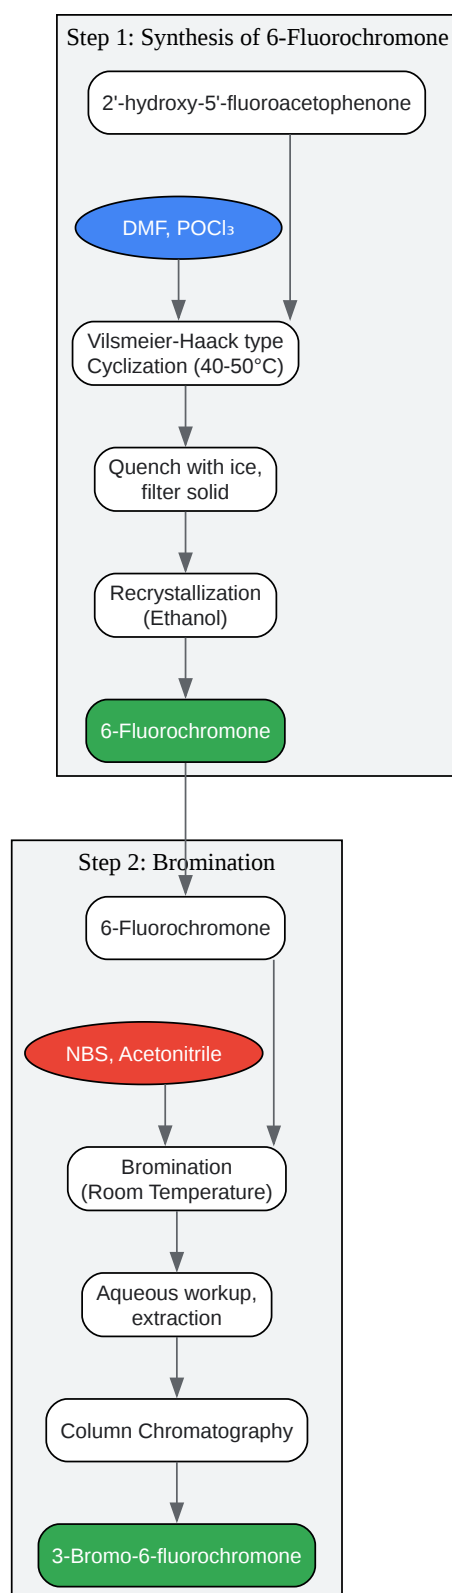 Step 1: Synthesis of 6-Fluorochromone
2'-hydroxy-5'-fluoroacetophenone
DMF, POCl₃
Vilsmeier-Haack type
Cyclization (40-50°C)
Quench with ice,
filter solid
Recrystallization
(Ethanol)
6-Fluorochromone
Step 2: Bromination
6-Fluorochromone
NBS, Acetonitrile
Bromination
(Room Temperature)
Aqueous workup,
extraction
Column Chromatography
3-Bromo-6-fluorochromone